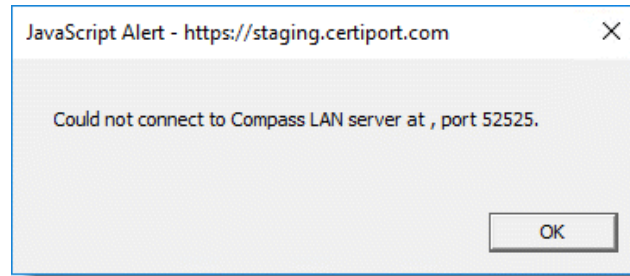 JavaScript Alert - https://staging.certiport.com
Could not connect to Compass LAN server at , port 52525.
OK